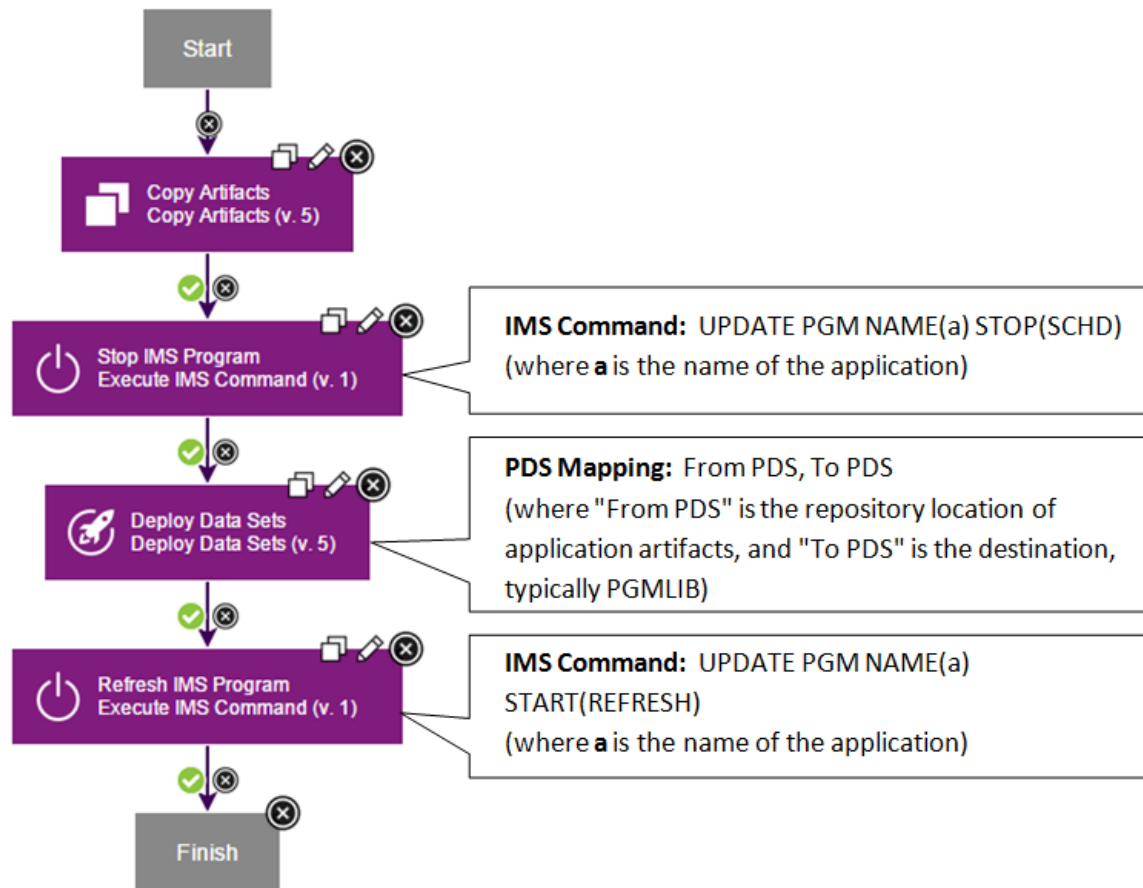 Start
Copy Artifacts
Copy Artifacts (v. 5)
Stop IMS Program
Execute IMS Command (v. 1)
IMS Command: UPDATE PGM NAME(a) STOP(SCHD)
(where a is the name of the application)
Deploy Data Sets
Deploy Data Sets (v. 5)
PDS Mapping: From PDS, To PDS
(where "From PDS" is the repository location of
application artifacts, and "To PDS" is the destination,
typically PGMLIB)
Refresh IMS Program
Execute IMS Command (v. 1)
IMS Command: UPDATE PGM NAME(a)
START(REFRESH)
(where a is the name of the application)
Finish